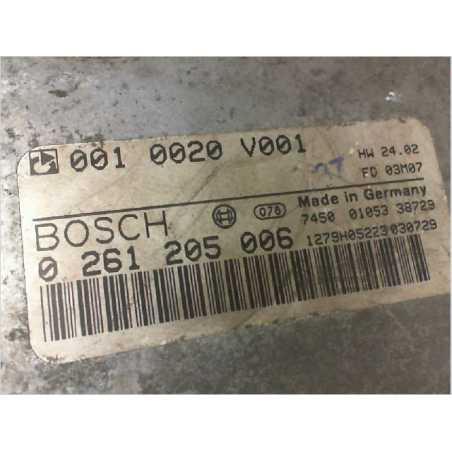 001 0020 V001
HW 24.02
FD 03M07
BOSCH
076
Made in Germany
7450 01053 38723
0 261 205 006
1279H05223 030729